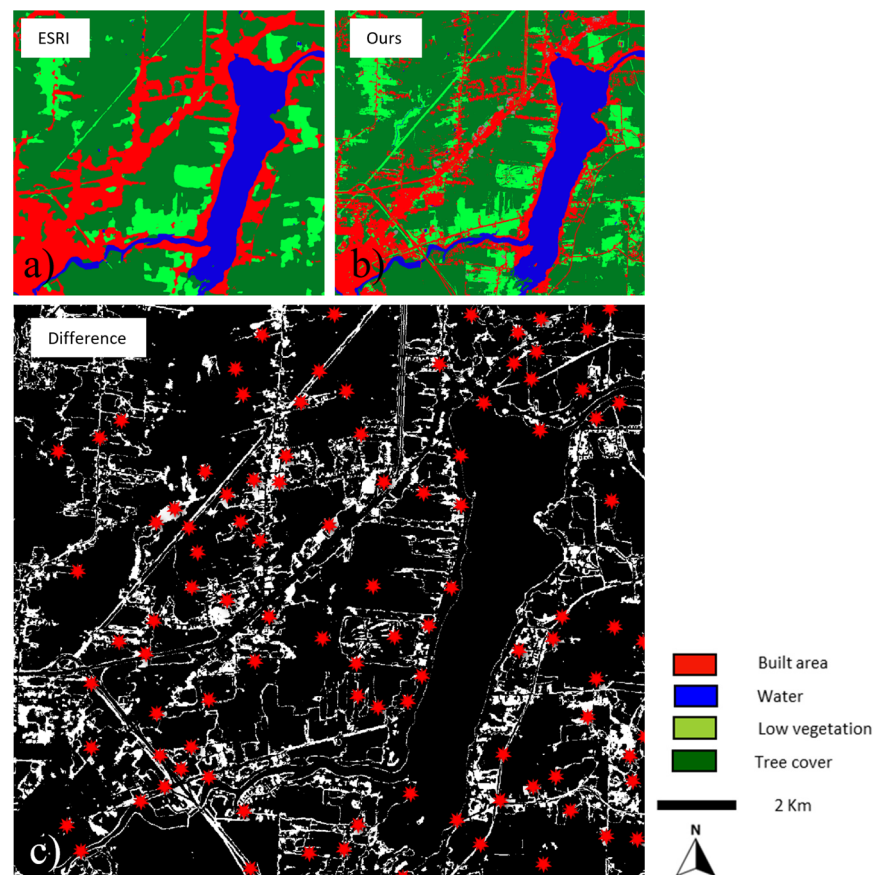 ESRI
Ours
a)
b)
Difference
Built area
Water
Low vegetation
Tree cover
2 Km
N
c)